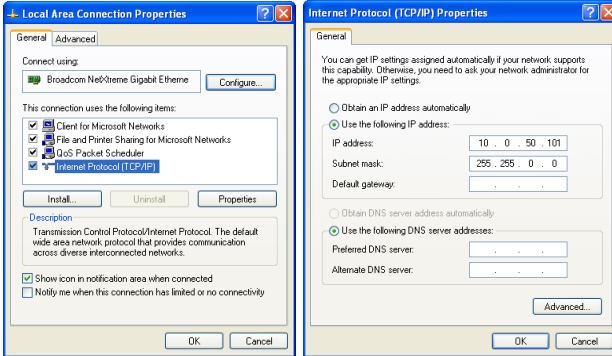 Local Area Connection Properties
General
Advanced
Connect using:
Broadcom NetXtreme Gigabit Etherne
Configure...
This connection uses the following items:
Client for Microsoft Networks
File and Printer Sharing for Microsoft Networks
QoS Packet Scheduler
Internet Protocol (TCP/IP)
Install...
Uninstall
Properties
Description
Transmission Control Protocol/Internet Protocol. The default
wide area network protocol that provides communication
across diverse interconnected networks.
Show icon in notification area when connected
Notify me when this connection has limited or no connectivity
OK
Cancel
Internet Protocol (TCP/IP) Properties
General
You can get IP settings assigned automatically if your network supports
this capability. Otherwise, you need to ask your network administrator for
the appropriate IP settings.
Obtain an IP address automatically
Use the following IP address:
IP address: 10 . 0 . 50 . 101
Subnet mask: 255 . 255 . 0 . 0
Default gateway: . . .
Obtain DNS server address automatically
Use the following DNS server addresses:
Preferred DNS server: . . .
Alternate DNS server: . . .
Advanced...
OK
Cancel